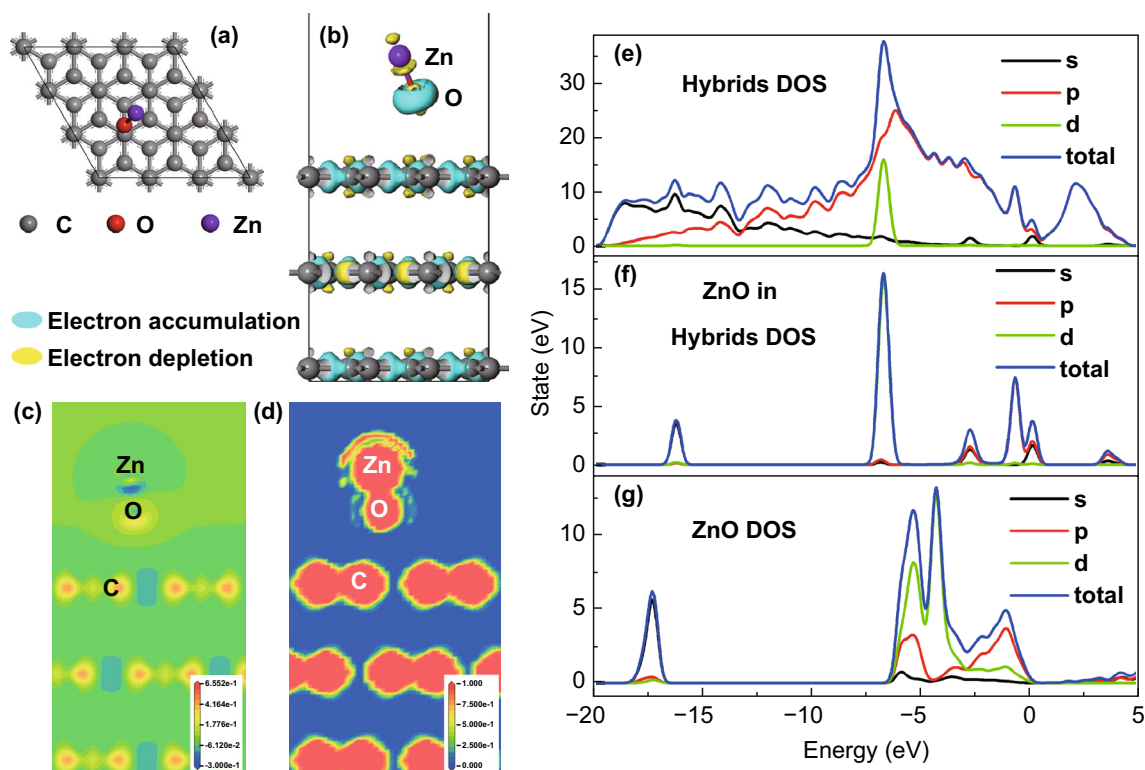 (a)
C
O
Zn
Electron accumulation
Electron depletion
(b)
Zn
O
(c)
Zn
O
C
6.552e-1
4.164e-1
1.776e-1
-6.120e-2
-3.000e-1
(d)
Zn
O
C
1.000
7.500e-1
5.000e-1
2.500e-1
0.000
State (eV)
(e)
Hybrids DOS
s
p
d
total
30
20
10
0
(f)
ZnO in
Hybrids DOS
s
p
d
total
15
10
5
0
(g)
ZnO DOS
s
p
d
total
10
5
0
−20
−15
−10
−5
0
5
Energy (eV)